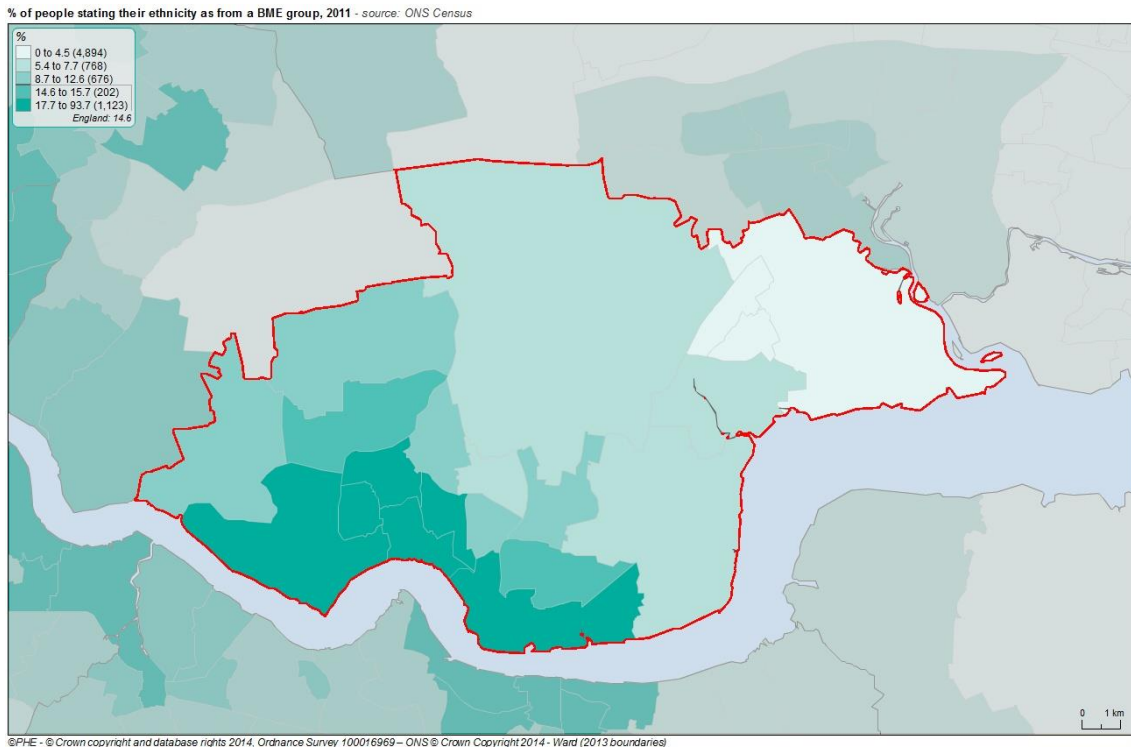 % of people stating their ethnicity as from a BME group, 2011 - source: ONS Census
%
0 to 4.5 (4,894)
5.4 to 7.7 (768)
8.7 to 12.6 (676)
14.6 to 15.7 (202)
17.7 to 93.7 (1,123)
England: 14.6
0 1 km
©PHE - © Crown copyright and database rights 2014, Ordnance Survey 100016969 – ONS © Crown Copyright 2014 - Ward (2013 boundaries)